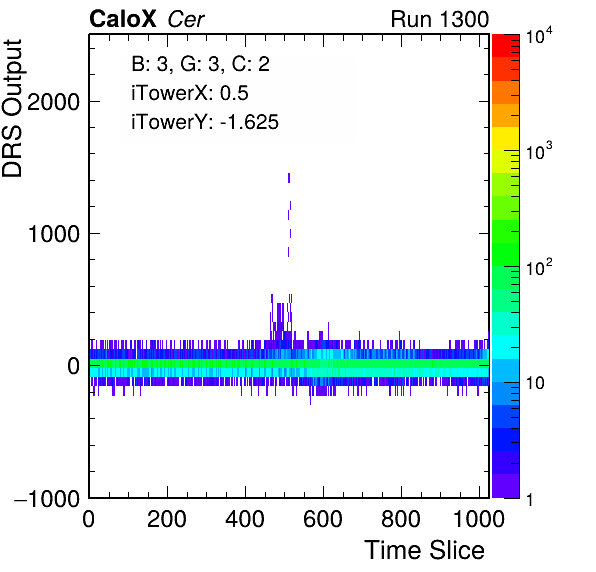 CaloX Cer Run 1300
B: 3, G: 3, C: 2
iTowerX: 0.5
iTowerY: -1.625
DRS Output
2000
1000
0
−1000
0 200 400 600 800 1000
Time Slice
10^4
10^3
10^2
10
1